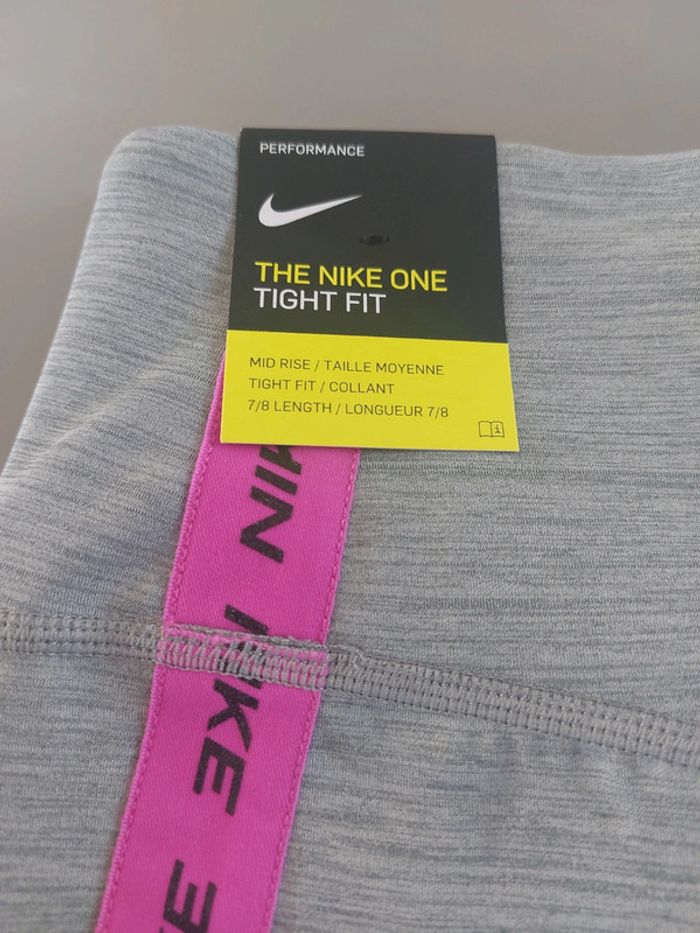 PERFORMANCE
THE NIKE ONE
TIGHT FIT
MID RISE / TAILLE MOYENNE
TIGHT FIT / COLLANT
7/8 LENGTH / LONGUEUR 7/8